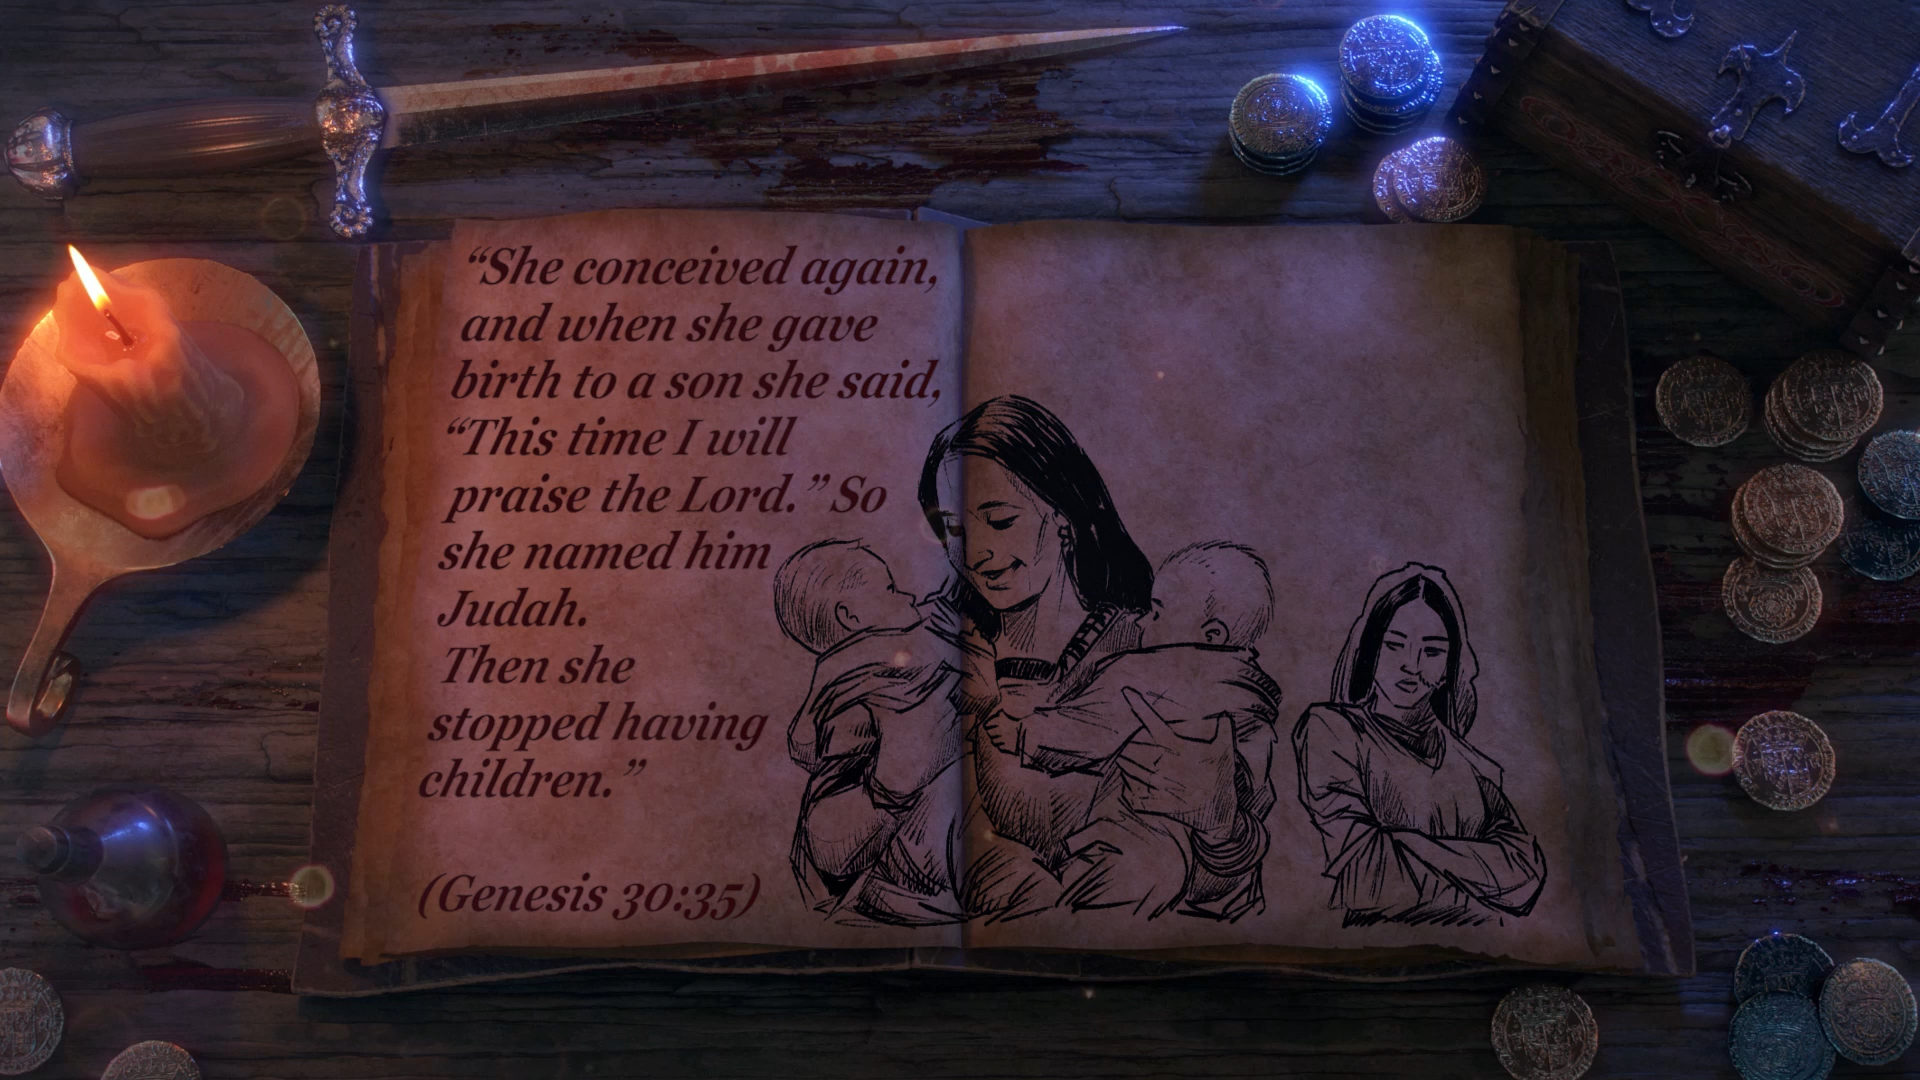 “She conceived again,
and when she gave
birth to a son she said,
“This time I will
praise the Lord.” So
she named him
Judah.
Then she
stopped having
children.”
(Genesis 30:35)